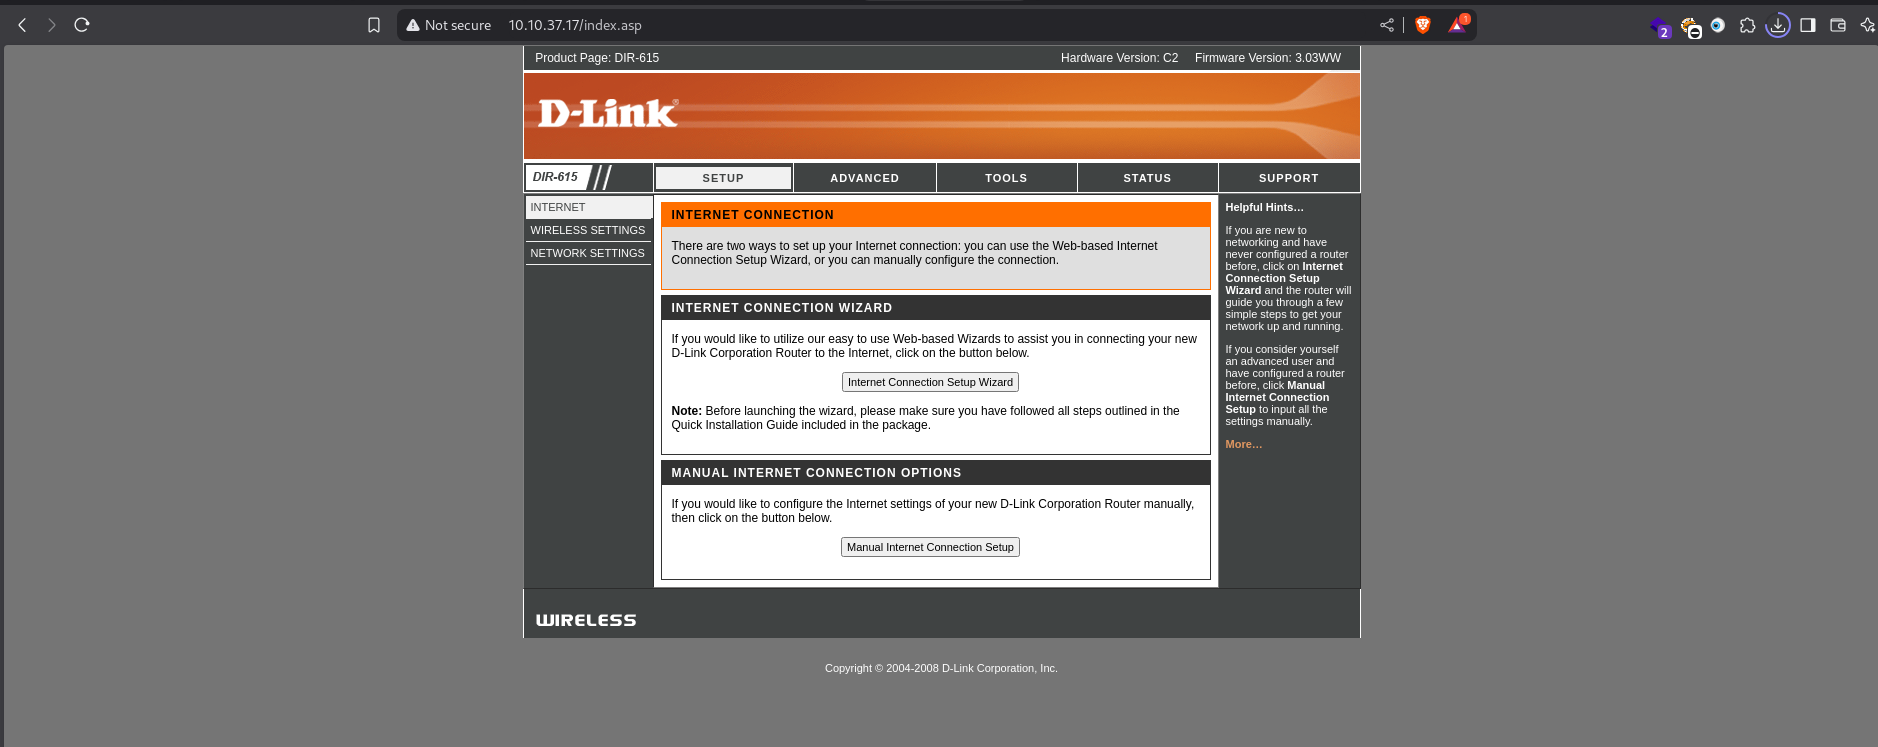 Not secure 10.10.37.17/index.asp
1
2
Product Page: DIR-615 Hardware Version: C2 Firmware Version: 3.03WW
D-Link®
DIR-615 SETUP ADVANCED TOOLS STATUS SUPPORT
INTERNET
WIRELESS SETTINGS
NETWORK SETTINGS
INTERNET CONNECTION
There are two ways to set up your Internet connection: you can use the Web-based Internet
Connection Setup Wizard, or you can manually configure the connection.
INTERNET CONNECTION WIZARD
If you would like to utilize our easy to use Web-based Wizards to assist you in connecting your new
D-Link Corporation Router to the Internet, click on the button below.
Internet Connection Setup Wizard
Note: Before launching the wizard, please make sure you have followed all steps outlined in the
Quick Installation Guide included in the package.
MANUAL INTERNET CONNECTION OPTIONS
If you would like to configure the Internet settings of your new D-Link Corporation Router manually,
then click on the button below.
Manual Internet Connection Setup
Helpful Hints…
If you are new to
networking and have
never configured a router
before, click on Internet
Connection Setup
Wizard and the router will
guide you through a few
simple steps to get your
network up and running.
If you consider yourself
an advanced user and
have configured a router
before, click Manual
Internet Connection
Setup to input all the
settings manually.
More…
WIRELESS
Copyright © 2004-2008 D-Link Corporation, Inc.